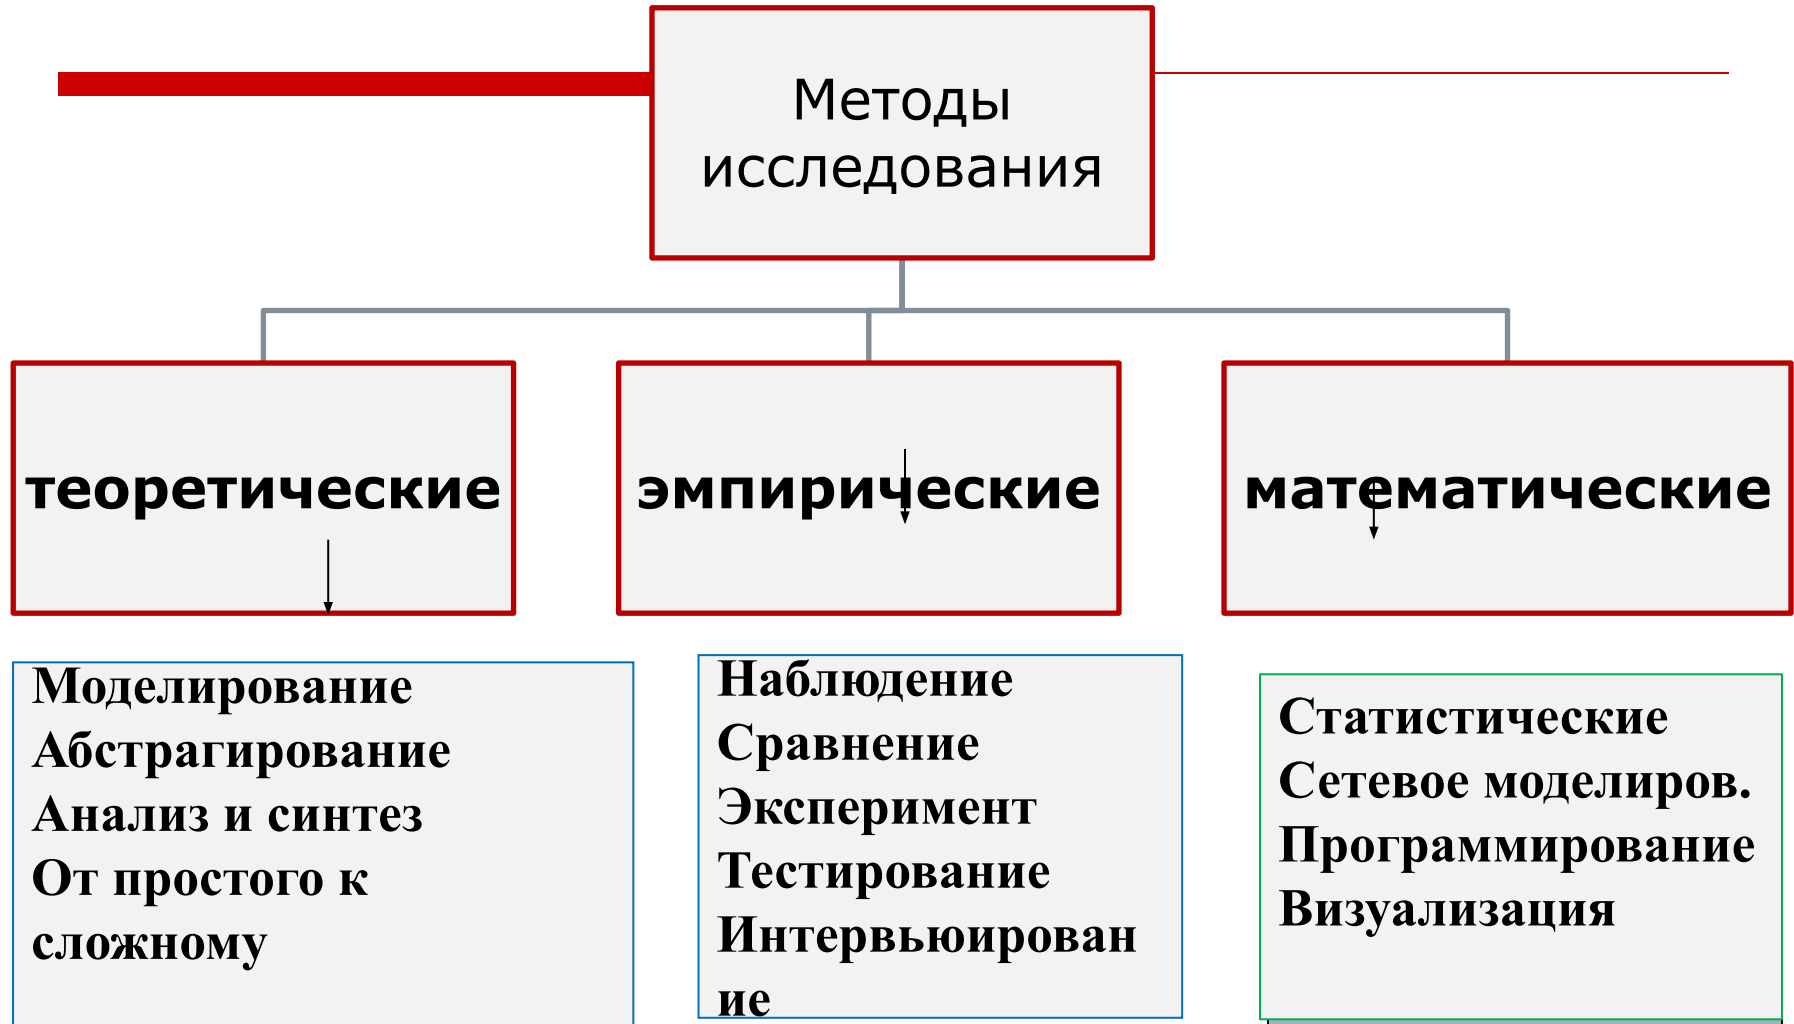 Методы
исследования
теоретические
эмпирические
математические
Моделирование
Абстрагирование
Анализ и синтез
От простого к
сложному
Наблюдение
Сравнение
Эксперимент
Тестирование
Интервьюирован
ие
Статистические
Сетевое моделиров.
Программирование
Визуализация